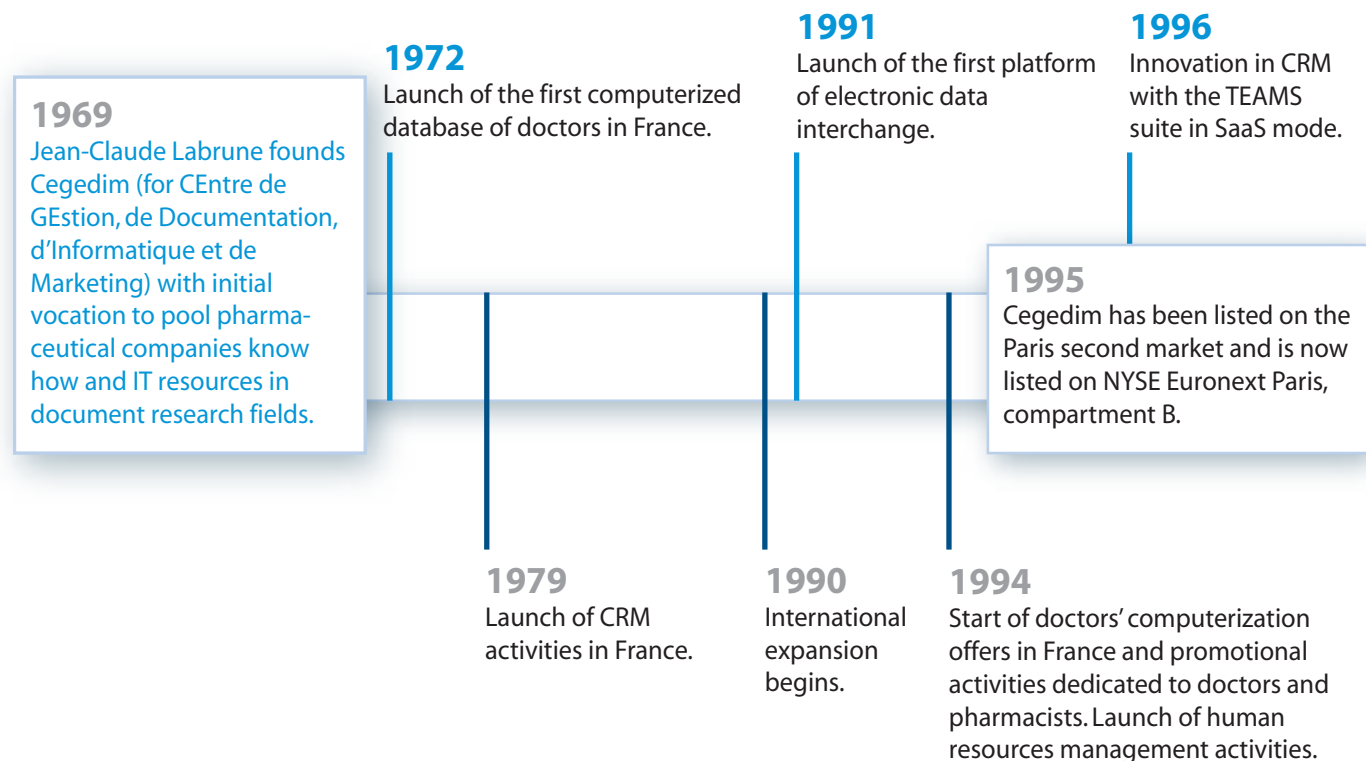 1969
Jean-Claude Labrune founds
Cegedim (for CEntre de
GEstion, de Documentation,
d'Informatique et de
Marketing) with initial
vocation to pool pharma-
ceutical companies know
how and IT resources in
document research fields.
1972
Launch of the first computerized
database of doctors in France.
1979
Launch of CRM
activities in France.
1990
International
expansion
begins.
1991
Launch of the first platform
of electronic data
interchange.
1994
Start of doctors' computerization
offers in France and promotional
activities dedicated to doctors and
pharmacists. Launch of human
resources management activities.
1995
Cegedim has been listed on the
Paris second market and is now
listed on NYSE Euronext Paris,
compartment B.
1996
Innovation in CRM
with the TEAMS
suite in SaaS mode.